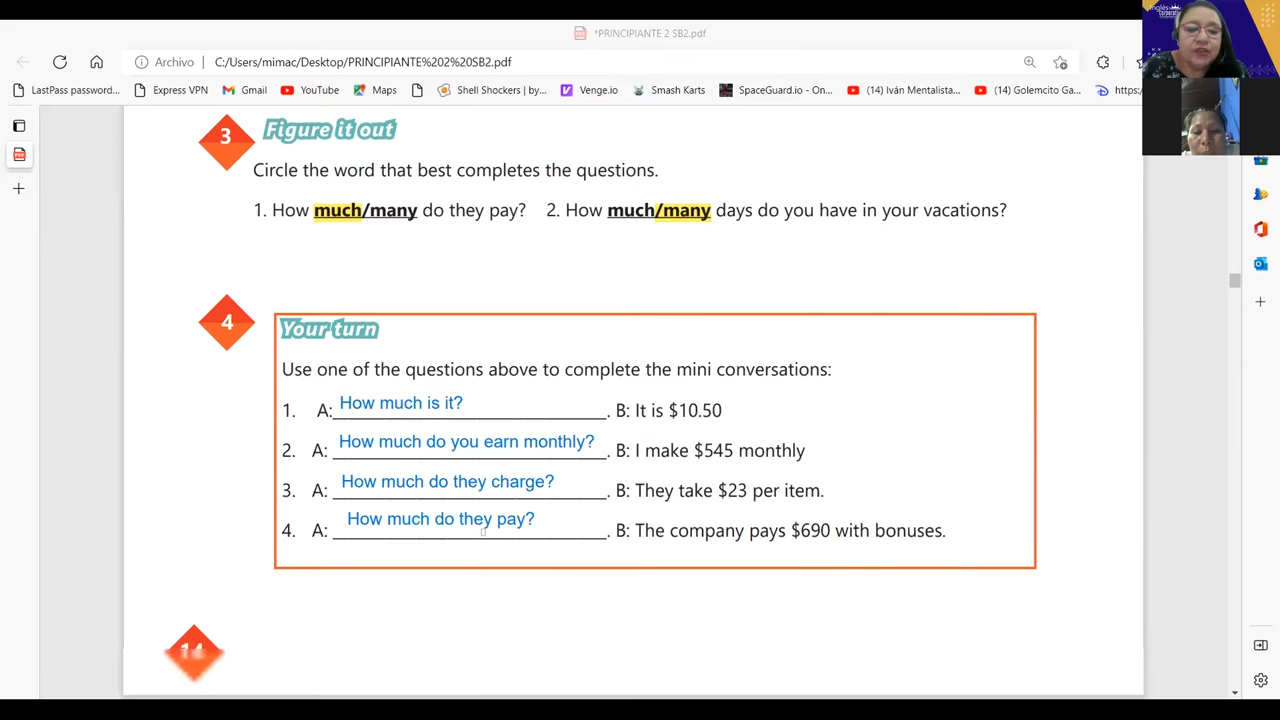 *PRINCIPIANTE 2 SB2.pdf
Archivo
C:/Users/mimac/Desktop/PRINCIPIANTE%202%20SB2.pdf
LastPass password...
Express VPN
Gmail
YouTube
Maps
Shell Shockers | by...
Venge.io
Smash Karts
SpaceGuard.io - On...
(14) Iván Mentalista...
(14) Golemcito Ga...
https:/
3
Figure it out
Circle the word that best completes the questions.
1. How much/many do they pay? 2. How much/many days do you have in your vacations?
4
Your turn
Use one of the questions above to complete the mini conversations:
1. A: How much is it? B: It is $10.50
2. A: How much do you earn monthly? B: I make $545 monthly
3. A: How much do they charge? B: They take $23 per item.
4. A: How much do they pay? B: The company pays $690 with bonuses.